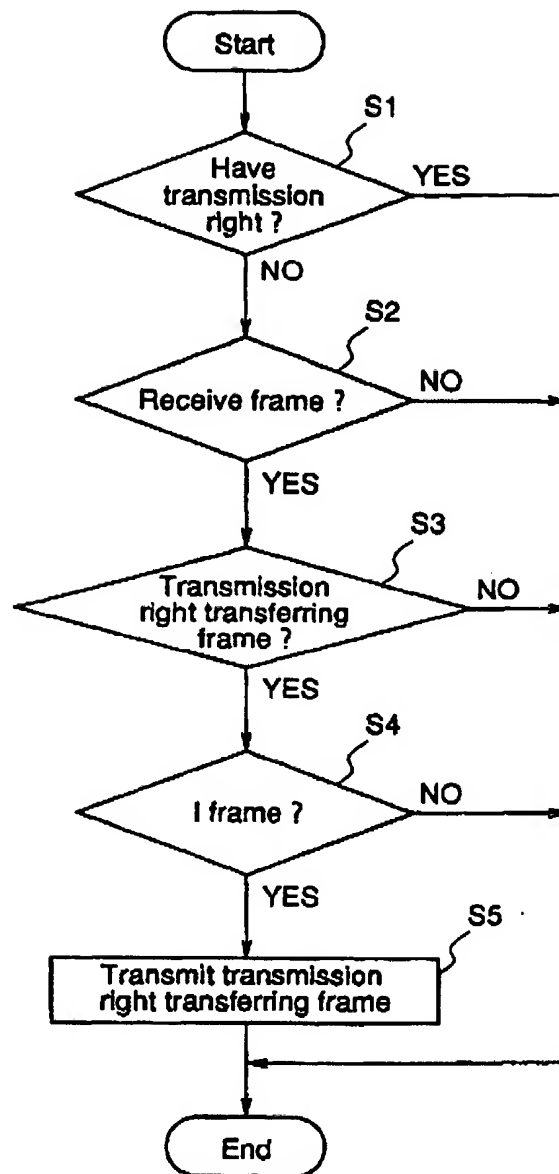 Start
S1
Have
transmission
right ?
YES
NO
S2
Receive frame ?
NO
YES
S3
Transmission
right transferring
frame ?
NO
YES
S4
I frame ?
NO
YES
S5
Transmit transmission
right transferring frame
End